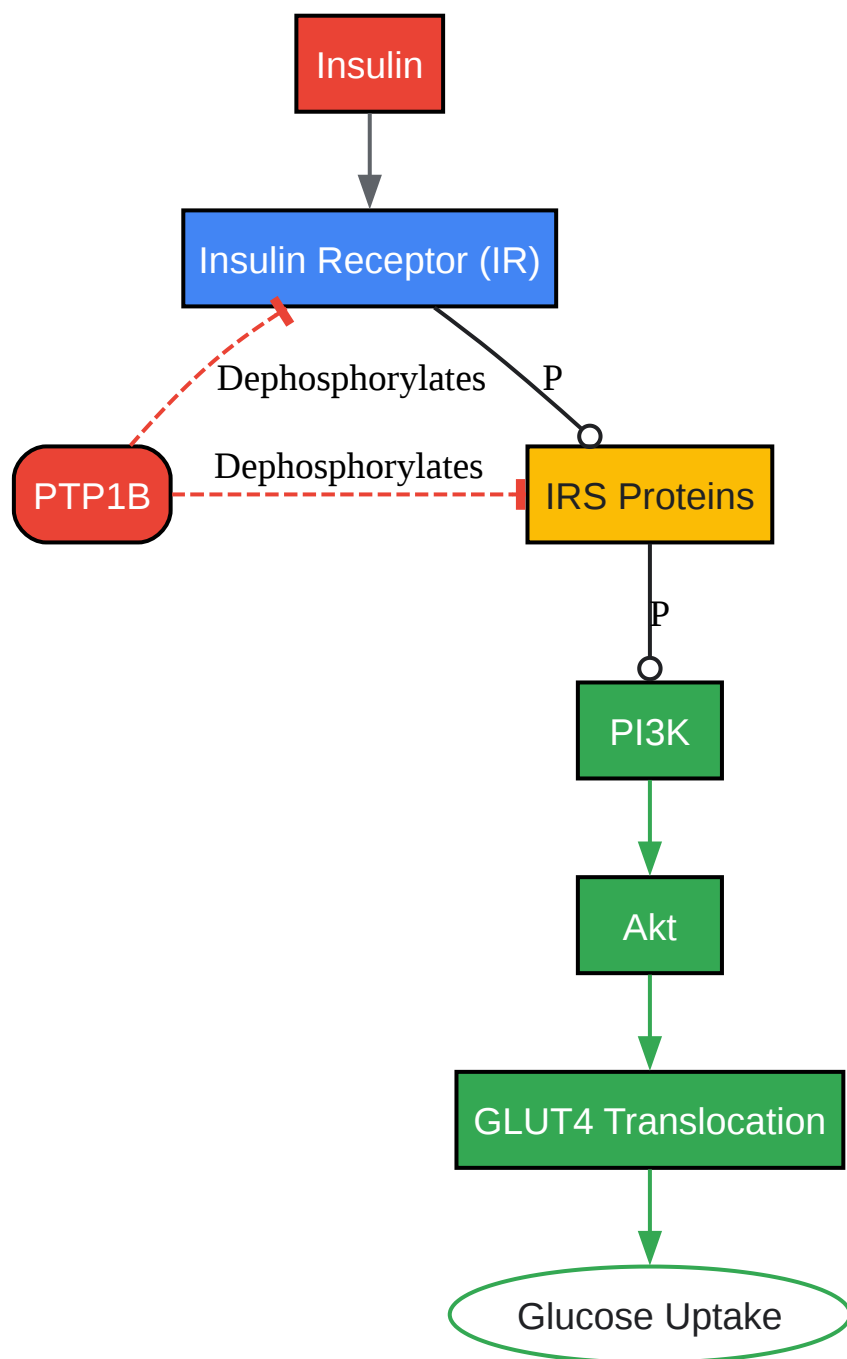 Insulin
Insulin Receptor (IR)
Dephosphorylates
P
Dephosphorylates
PTP1B
IRS Proteins
P
PI3K
Akt
GLUT4 Translocation
Glucose Uptake